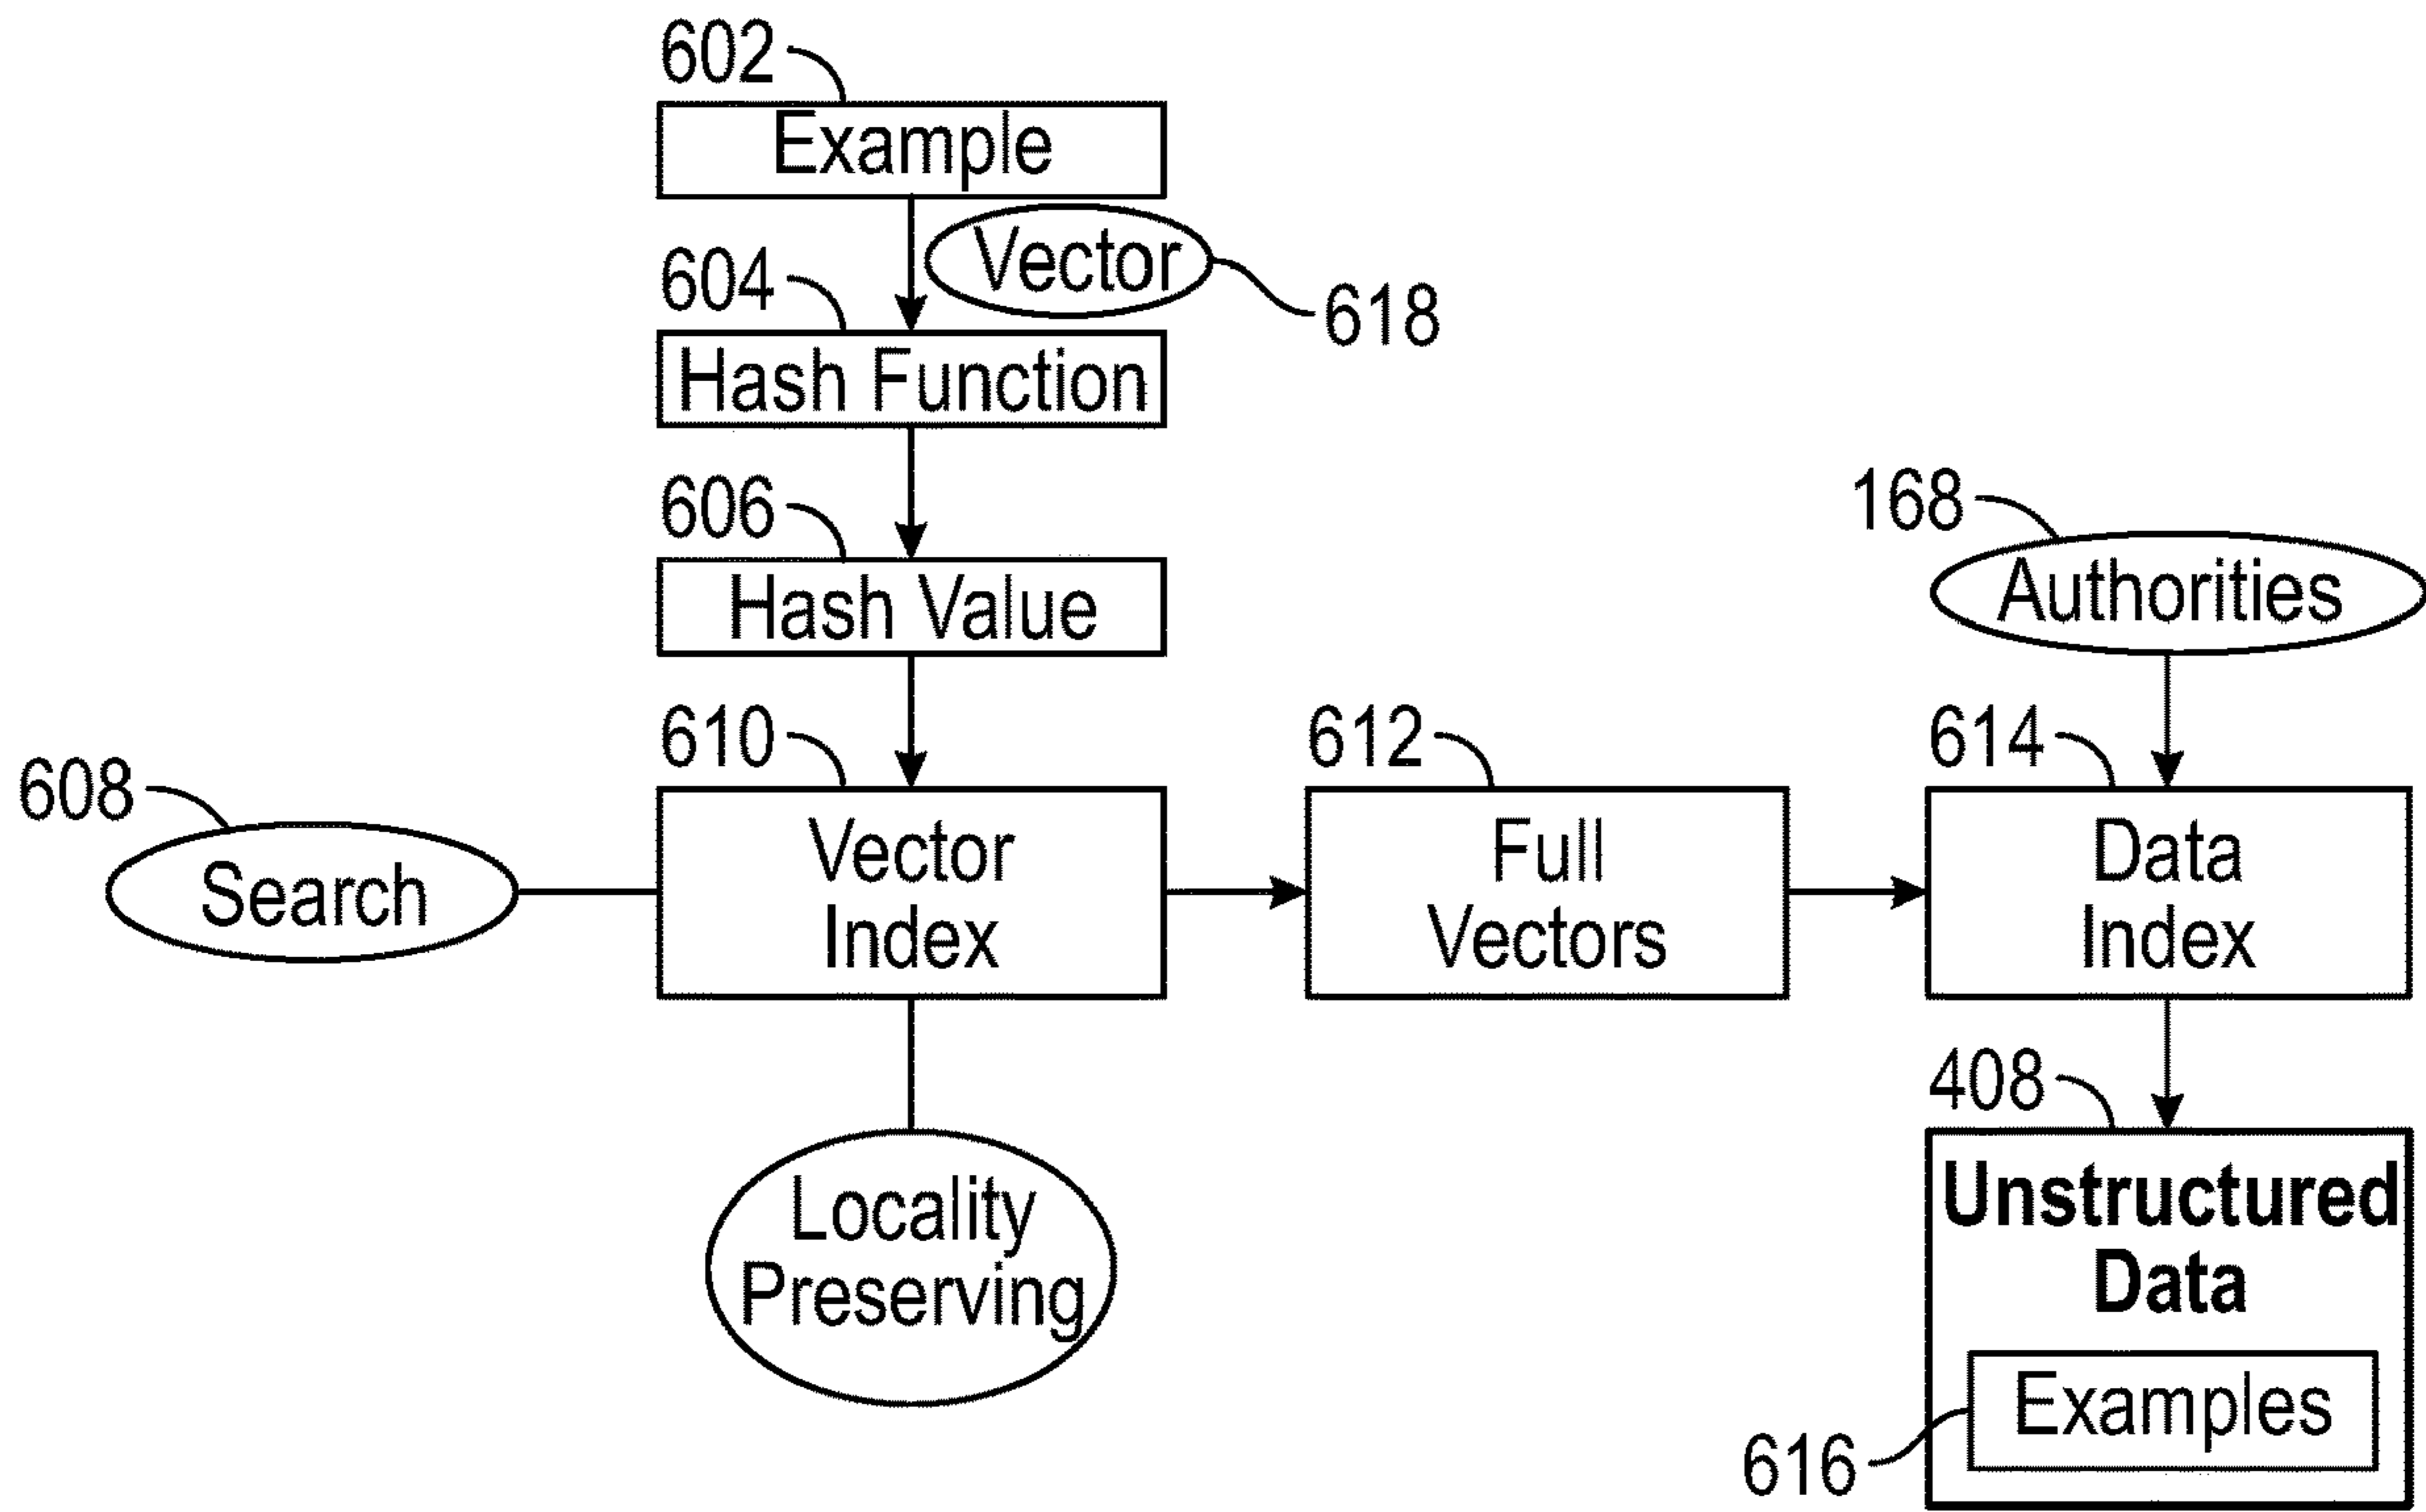 602
Example
Vector
604
618
Hash Function
606
168
Hash Value
Authorities
610
612
614
608
Vector
Index
Full
Vectors
Data
Index
Search
408
Locality
Preserving
Unstructured
Data
Examples
616